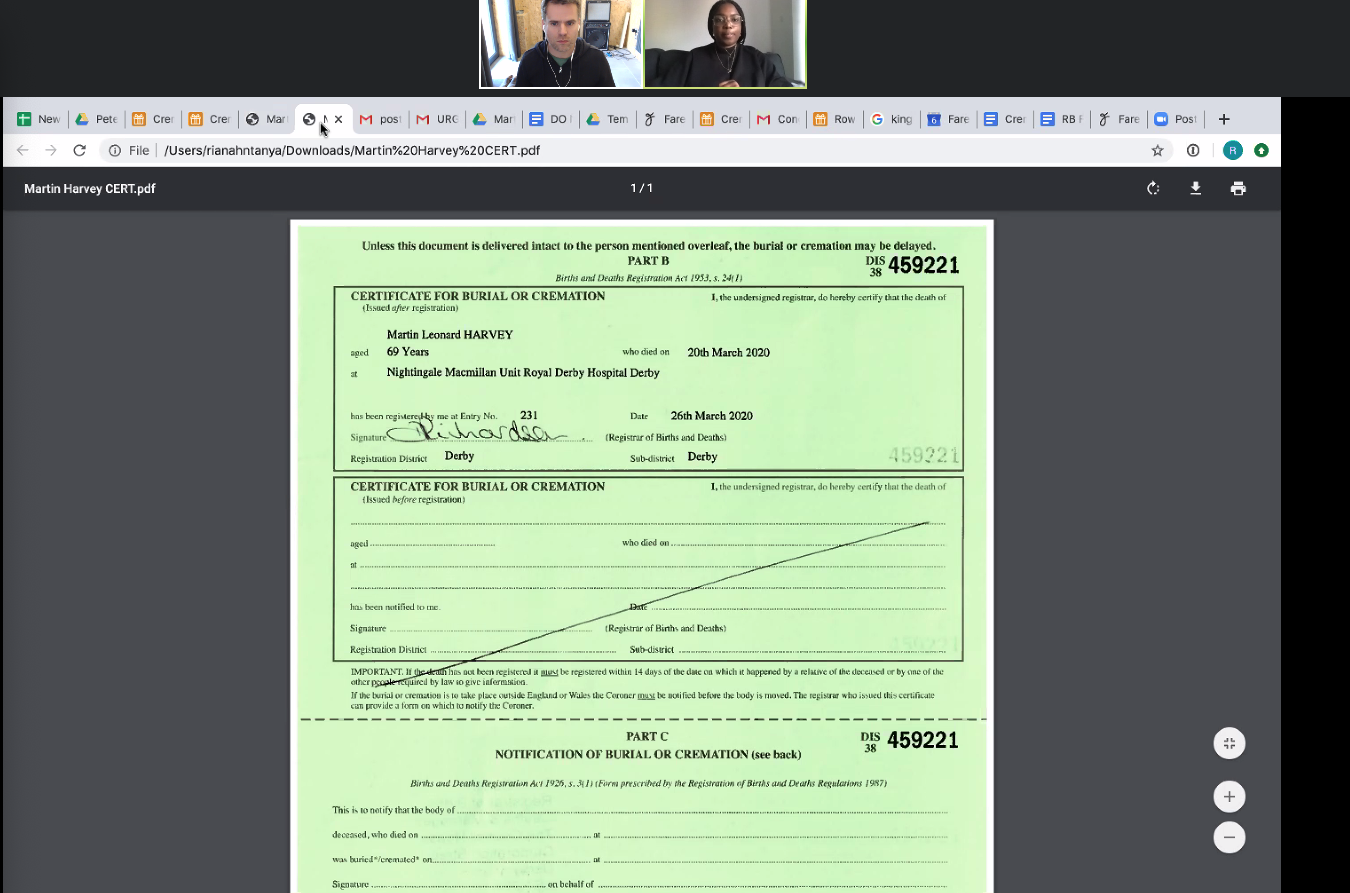 New
Pete
Crer
Crer
Mar
post
URG
Mar
DO I
Tem
Fare
Crer
Con
Row
king
Fare
Crer
RB F
Fare
Post
File /Users/rianahntanya/Downloads/Martin%20Harvey%20CERT.pdf
R
Martin Harvey CERT.pdf
1 / 1
Unless this document is delivered intact to the person mentioned overleaf, the burial or cremation may be delayed.
PART B
DIS 38 459221
Births and Deaths Registration Act 1953, s. 24(1)
CERTIFICATE FOR BURIAL OR CREMATION I, the undersigned registrar, do hereby certify that the death of
(Issued after registration)
Martin Leonard HARVEY
aged 69 Years who died on 20th March 2020
at Nightingale Macmillan Unit Royal Derby Hospital Derby
has been registered by me at Entry No. 231 Date 26th March 2020
Signature Richardson (Registrar of Births and Deaths)
Registration District Derby Sub-district Derby 459221
CERTIFICATE FOR BURIAL OR CREMATION I, the undersigned registrar, do hereby certify that the death of
(Issued before registration)
aged who died on
at
has been notified to me. Date
Signature (Registrar of Births and Deaths)
459221
Registration District Sub-district
IMPORTANT. If the death has not been registered it must be registered within 14 days of the date on which it happened by a relative of the deceased or by one of the
other people required by law to give information.
If the burial or cremation is to take place outside England or Wales the Coroner must be notified before the body is moved. The registrar who issued this certificate
can provide a form on which to notify the Coroner.
PART C
DIS 38 459221
NOTIFICATION OF BURIAL OR CREMATION (see back)
Births and Deaths Registration Act 1926, s. 3(1) (Form prescribed by the Registration of Births and Deaths Regulations 1987)
This is to notify that the body of
deceased, who died on at
was buried*/cremated* on at
Signature on behalf of